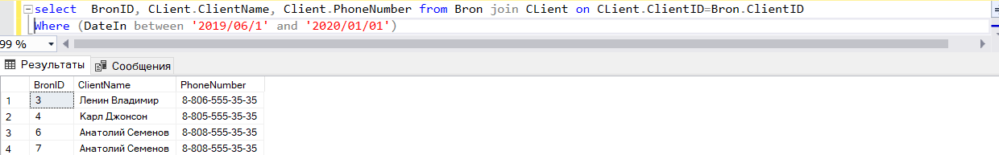 select  BronID, CLient.ClientName, Client.PhoneNumber from Bron join CLient on CLient.ClientID=Bron.ClientID
Where (DateIn between '2019/06/1' and '2020/01/01')
99 %
Результаты Сообщения
BronID ClientName PhoneNumber
1 3 Ленин Владимир 8-806-555-35-35
2 4 Карл Джонсон 8-805-555-35-35
3 6 Анатолий Семенов 8-808-555-35-35
4 7 Анатолий Семенов 8-808-555-35-35